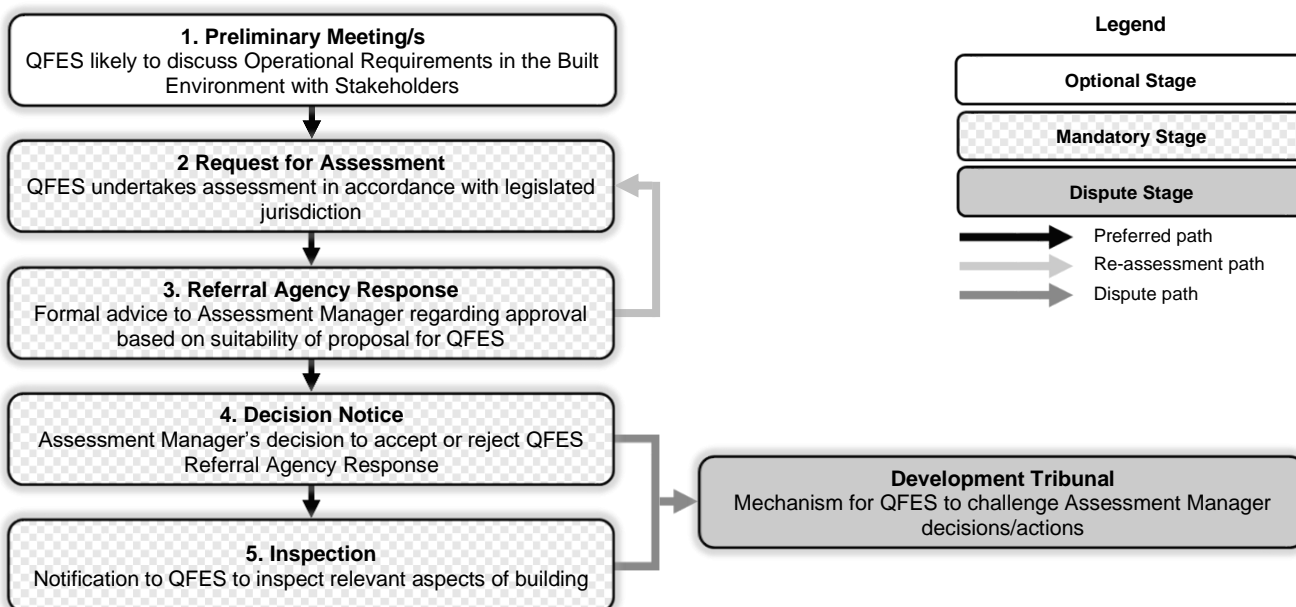 1. Preliminary Meeting/s
QFES likely to discuss Operational Requirements in the Built
Environment with Stakeholders
2 Request for Assessment
QFES undertakes assessment in accordance with legislated
jurisdiction
3. Referral Agency Response
Formal advice to Assessment Manager regarding approval
based on suitability of proposal for QFES
4. Decision Notice
Assessment Manager's decision to accept or reject QFES
Referral Agency Response
5. Inspection
Notification to QFES to inspect relevant aspects of building
Development Tribunal
Mechanism for QFES to challenge Assessment Manager
decisions/actions
Legend
Optional Stage
Mandatory Stage
Dispute Stage
Preferred path
Re-assessment path
Dispute path